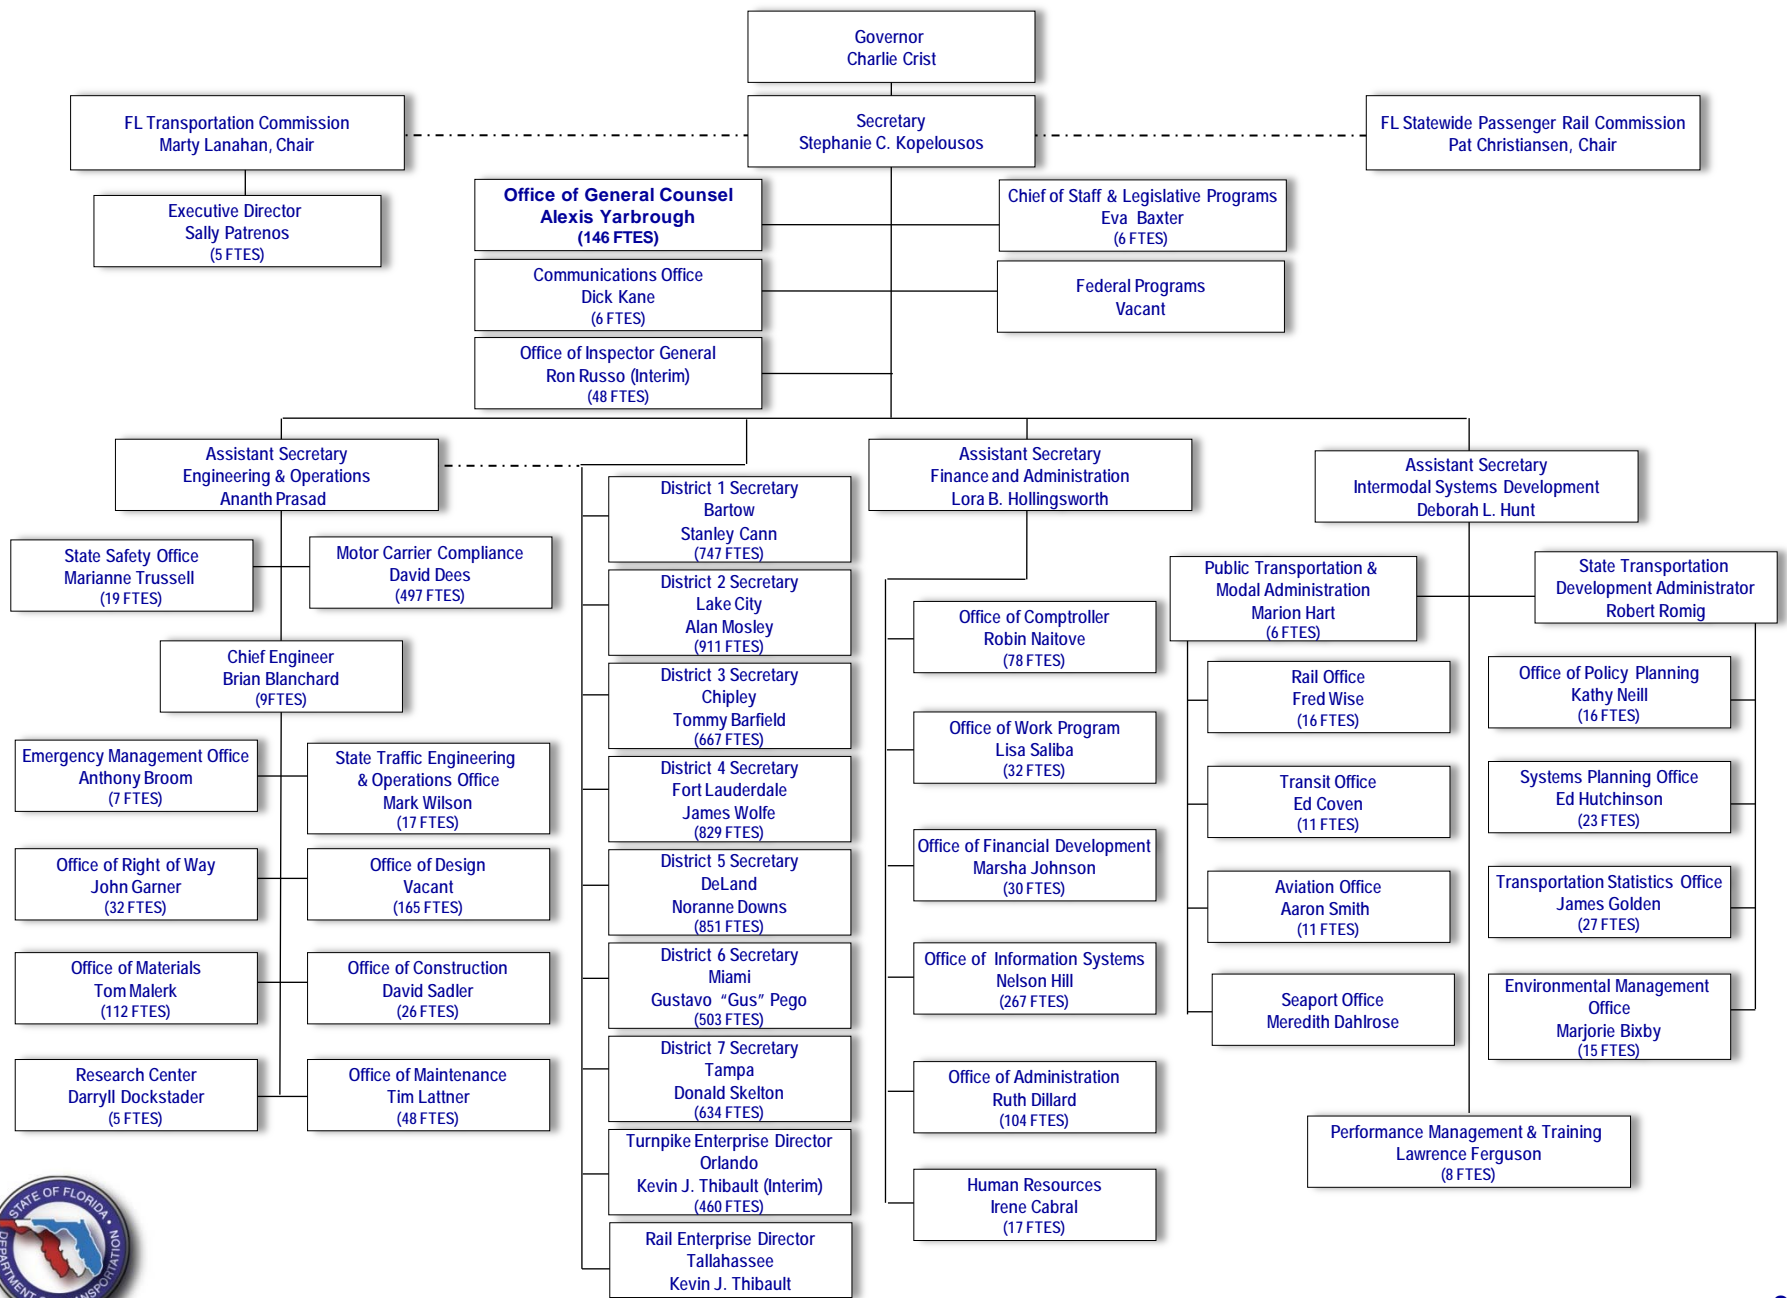 Governor
Charlie Crist
FL Transportation Commission
Marty Lanahan, Chair
Secretary
Stephanie C. Kopelousos
FL Statewide Passenger Rail Commission
Pat Christiansen, Chair
Executive Director
Sally Patrenos
(5 FTES)
Office of General Counsel
Alexis Yarbrough
(146 FTES)
Chief of Staff & Legislative Programs
Eva Baxter
(6 FTES)
Communications Office
Dick Kane
(6 FTES)
Federal Programs
Vacant
Office of Inspector General
Ron Russo (Interim)
(48 FTES)
Assistant Secretary
Engineering & Operations
Ananth Prasad
State Safety Office
Marianne Trussell
(19 FTES)
Motor Carrier Compliance
David Dees
(497 FTES)
Chief Engineer
Brian Blanchard
(9FTES)
Emergency Management Office
Anthony Broom
(7 FTES)
State Traffic Engineering
& Operations Office
Mark Wilson
(17 FTES)
Office of Right of Way
John Garner
(32 FTES)
Office of Design
Vacant
(165 FTES)
Office of Materials
Tom Malerk
(112 FTES)
Office of Construction
David Sadler
(26 FTES)
Research Center
Darryll Dockstader
(5 FTES)
Office of Maintenance
Tim Lattner
(48 FTES)
District 1 Secretary
Bartow
Stanley Cann
(747 FTES)
District 2 Secretary
Lake City
Alan Mosley
(911 FTES)
District 3 Secretary
Chipley
Tommy Barfield
(667 FTES)
District 4 Secretary
Fort Lauderdale
James Wolfe
(829 FTES)
District 5 Secretary
DeLand
Noranne Downs
(851 FTES)
District 6 Secretary
Miami
Gustavo “Gus” Pego
(503 FTES)
District 7 Secretary
Tampa
Donald Skelton
(634 FTES)
Turnpike Enterprise Director
Orlando
Kevin J. Thibault (Interim)
(460 FTES)
Rail Enterprise Director
Tallahassee
Kevin J. Thibault
Assistant Secretary
Finance and Administration
Lora B. Hollingsworth
Office of Comptroller
Robin Naitove
(78 FTES)
Office of Work Program
Lisa Saliba
(32 FTES)
Office of Financial Development
Marsha Johnson
(30 FTES)
Office of Information Systems
Nelson Hill
(267 FTES)
Office of Administration
Ruth Dillard
(104 FTES)
Human Resources
Irene Cabral
(17 FTES)
Assistant Secretary
Intermodal Systems Development
Deborah L. Hunt
Public Transportation &
Modal Administration
Marion Hart
(6 FTES)
Rail Office
Fred Wise
(16 FTES)
Transit Office
Ed Coven
(11 FTES)
Aviation Office
Aaron Smith
(11 FTES)
Seaport Office
Meredith Dahlrose
State Transportation
Development Administrator
Robert Romig
Office of Policy Planning
Kathy Neill
(16 FTES)
Systems Planning Office
Ed Hutchinson
(23 FTES)
Transportation Statistics Office
James Golden
(27 FTES)
Environmental Management
Office
Marjorie Bixby
(15 FTES)
Performance Management & Training
Lawrence Ferguson
(8 FTES)
STATE OF FLORIDA